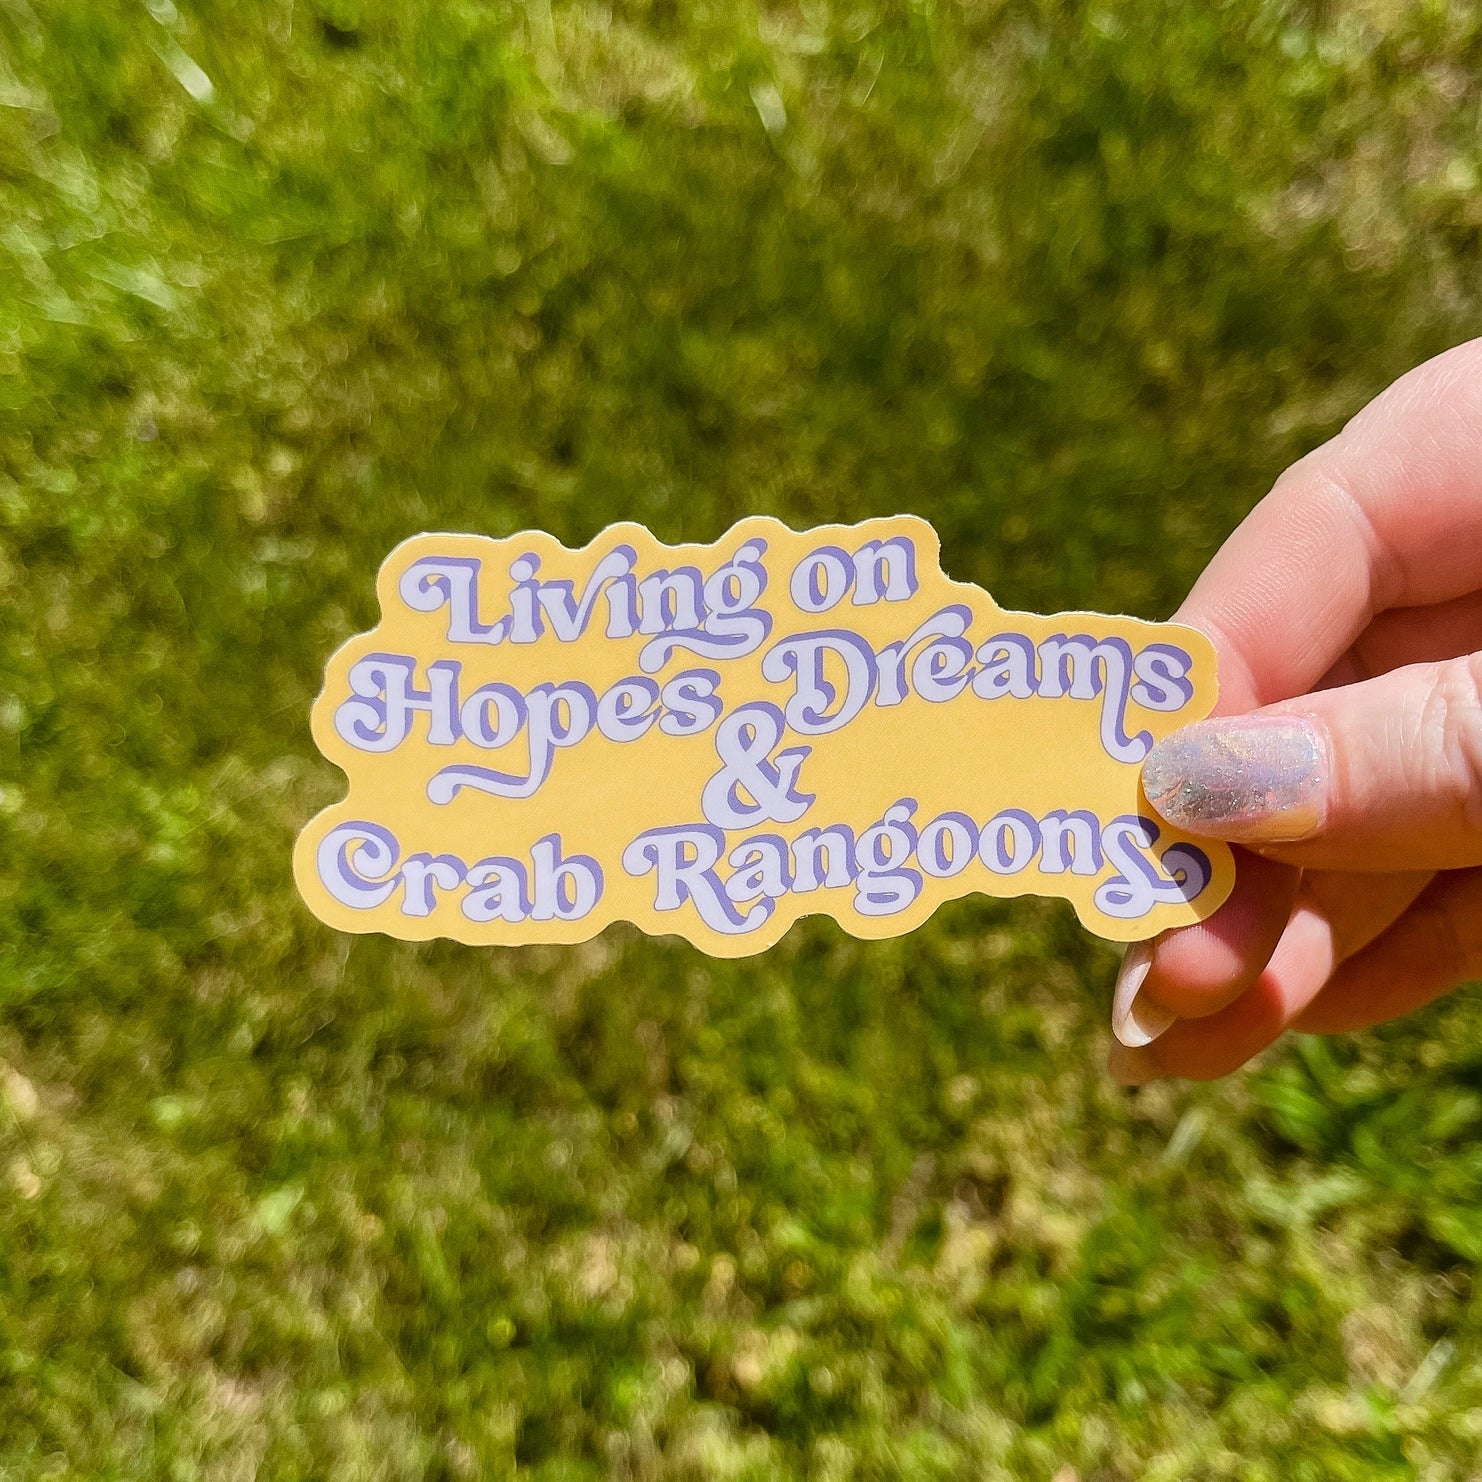 Living on
Hopes Dreams
&
Crab Rangoons